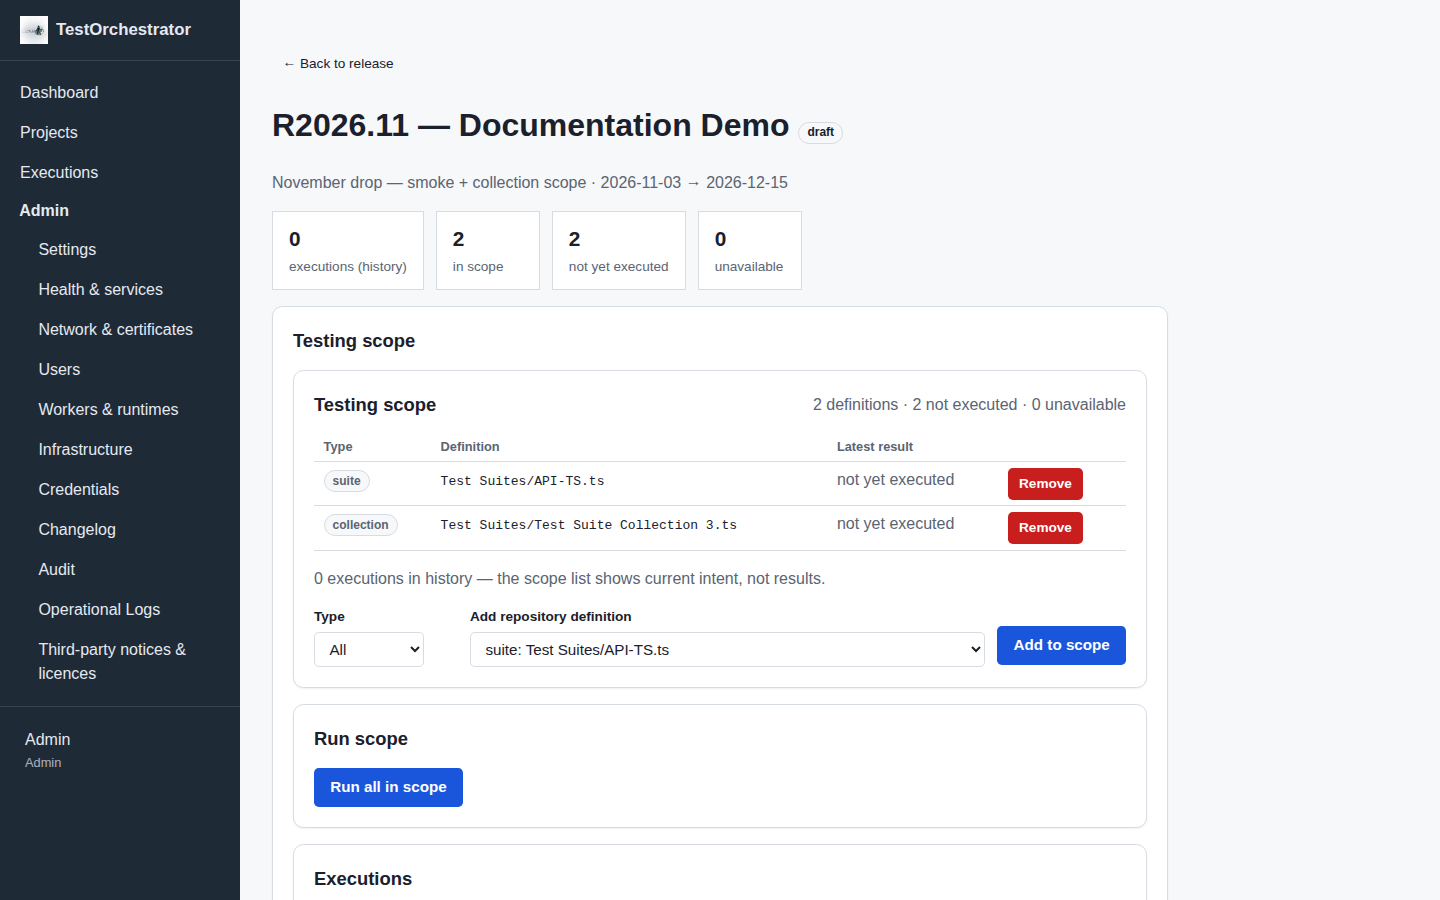 TestOrchestrator
Dashboard
Projects
Executions
Admin
Settings
Health & services
Network & certificates
Users
Workers & runtimes
Infrastructure
Credentials
Changelog
Audit
Operational Logs
Third-party notices &
licences
Admin
Admin
← Back to release
R2026.11 — Documentation Demo draft
November drop — smoke + collection scope · 2026-11-03 → 2026-12-15
0
executions (history)
2
in scope
2
not yet executed
0
unavailable
Testing scope
Testing scope 2 definitions · 2 not executed · 0 unavailable
Type Definition Latest result
suite Test Suites/API-TS.ts not yet executed Remove
collection Test Suites/Test Suite Collection 3.ts not yet executed Remove
0 executions in history — the scope list shows current intent, not results.
Type Add repository definition
All suite: Test Suites/API-TS.ts Add to scope
Run scope
Run all in scope
Executions